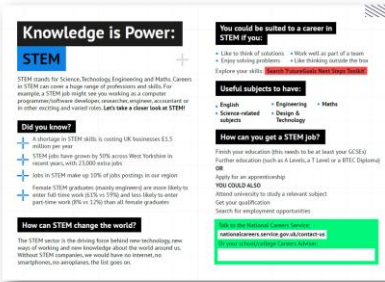 Knowledge is Power:
STEM
STEM stands for Science, Technology, Engineering and Maths. Careers
in STEM can cover a huge range of professions and skills. For
example, a STEM job might see you working as a computer
programmer/software developer, researcher, engineer, accountant or
in other exciting and varied roles. Let's take a closer look at STEM!
Did you know?
A shortage in STEM skills is costing UK businesses £1.5
million per year
STEM jobs have grown by 50% across West Yorkshire in
recent years, with 23,000 extra jobs
Jobs in STEM make up 10% of jobs postings in our region
Female STEM graduates (mainly engineers) are more likely to
enter full time work (61% vs 59%) and less likely to enter
part-time work (8% vs 12%) than all female graduates
How can STEM change the world?
The STEM sector is the driving force behind new technology, new
ways of working and new knowledge about the world around us.
Without STEM companies, we would have no internet, no
smartphones, no aeroplanes, the list goes on.
You could be suited to a career in
STEM if you:
• Like to think of solutions • Work well as part of a team
• Enjoy solving problems • Like thinking outside the box
Explore your skills: Search 'FutureGoals Next Steps Toolkit'
Useful subjects to have:
• English • Engineering • Maths
• Science-related subjects • Design & Technology
How can you get a STEM job?
Finish your education (this needs to be at least your GCSEs)
Further education (such as A Levels, a T Level or a BTEC Diploma)
OR
Apply for an apprenticeship
YOU COULD ALSO
Attend university to study a relevant subject
Get your qualification
Search for employment opportunities
Talk to the National Careers Service:
nationalcareers.service.gov.uk/contact-us
Or your school/college Careers Adviser: